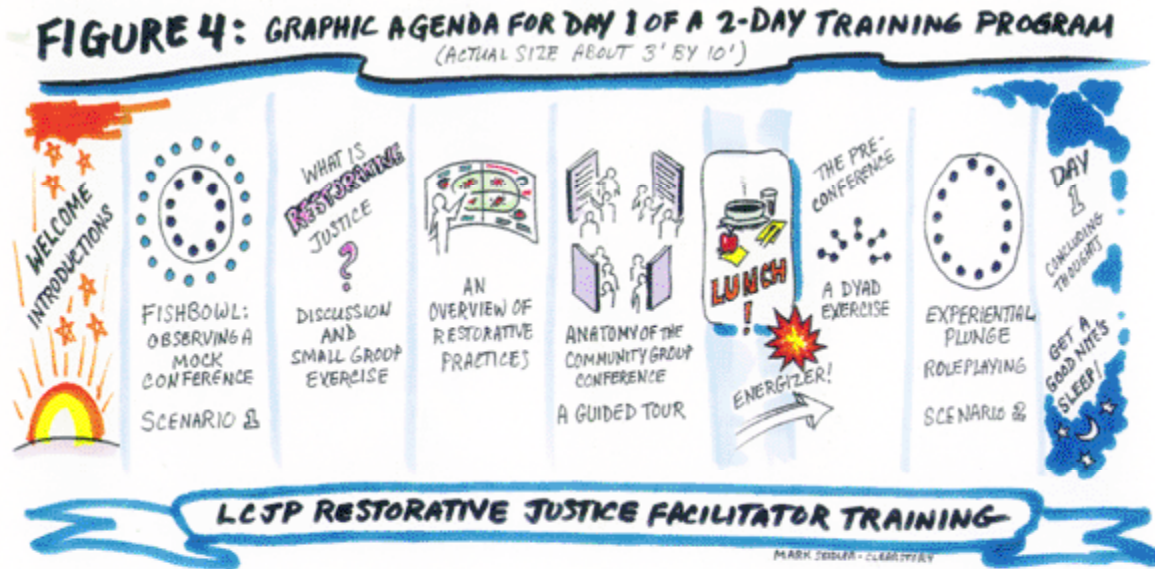 FIGURE 4: GRAPHIC AGENDA FOR DAY 1 OF A 2-DAY TRAINING PROGRAM
(ACTUAL SIZE ABOUT 3' BY 10')
WELCOME
INTRODUCTIONS
FISHBOWL:
OBSERVING A
MOCK
CONFERENCE
SCENARIO 1
WHAT IS
RESTORATIVE
JUSTICE
?
DISCUSSION
AND
SMALL GROUP
EXERCISE
AN
OVERVIEW OF
RESTORATIVE
PRACTICES
ANATOMY OF THE
COMMUNITY GROUP
CONFERENCE
A GUIDED TOUR
LUNCH
!
ENERGIZER!
THE PRE-
CONFERENCE
A DYAD
EXERCISE
EXPERIENTIAL
PLUNGE
ROLEPLAYING
SCENARIO 2
DAY
1
CONCLUDING
THOUGHTS
GET A
GOOD NITE'S
SLEEP!
LCJP RESTORATIVE JUSTICE FACILITATOR TRAINING
MARK SEIDLER - CLEARSTORY